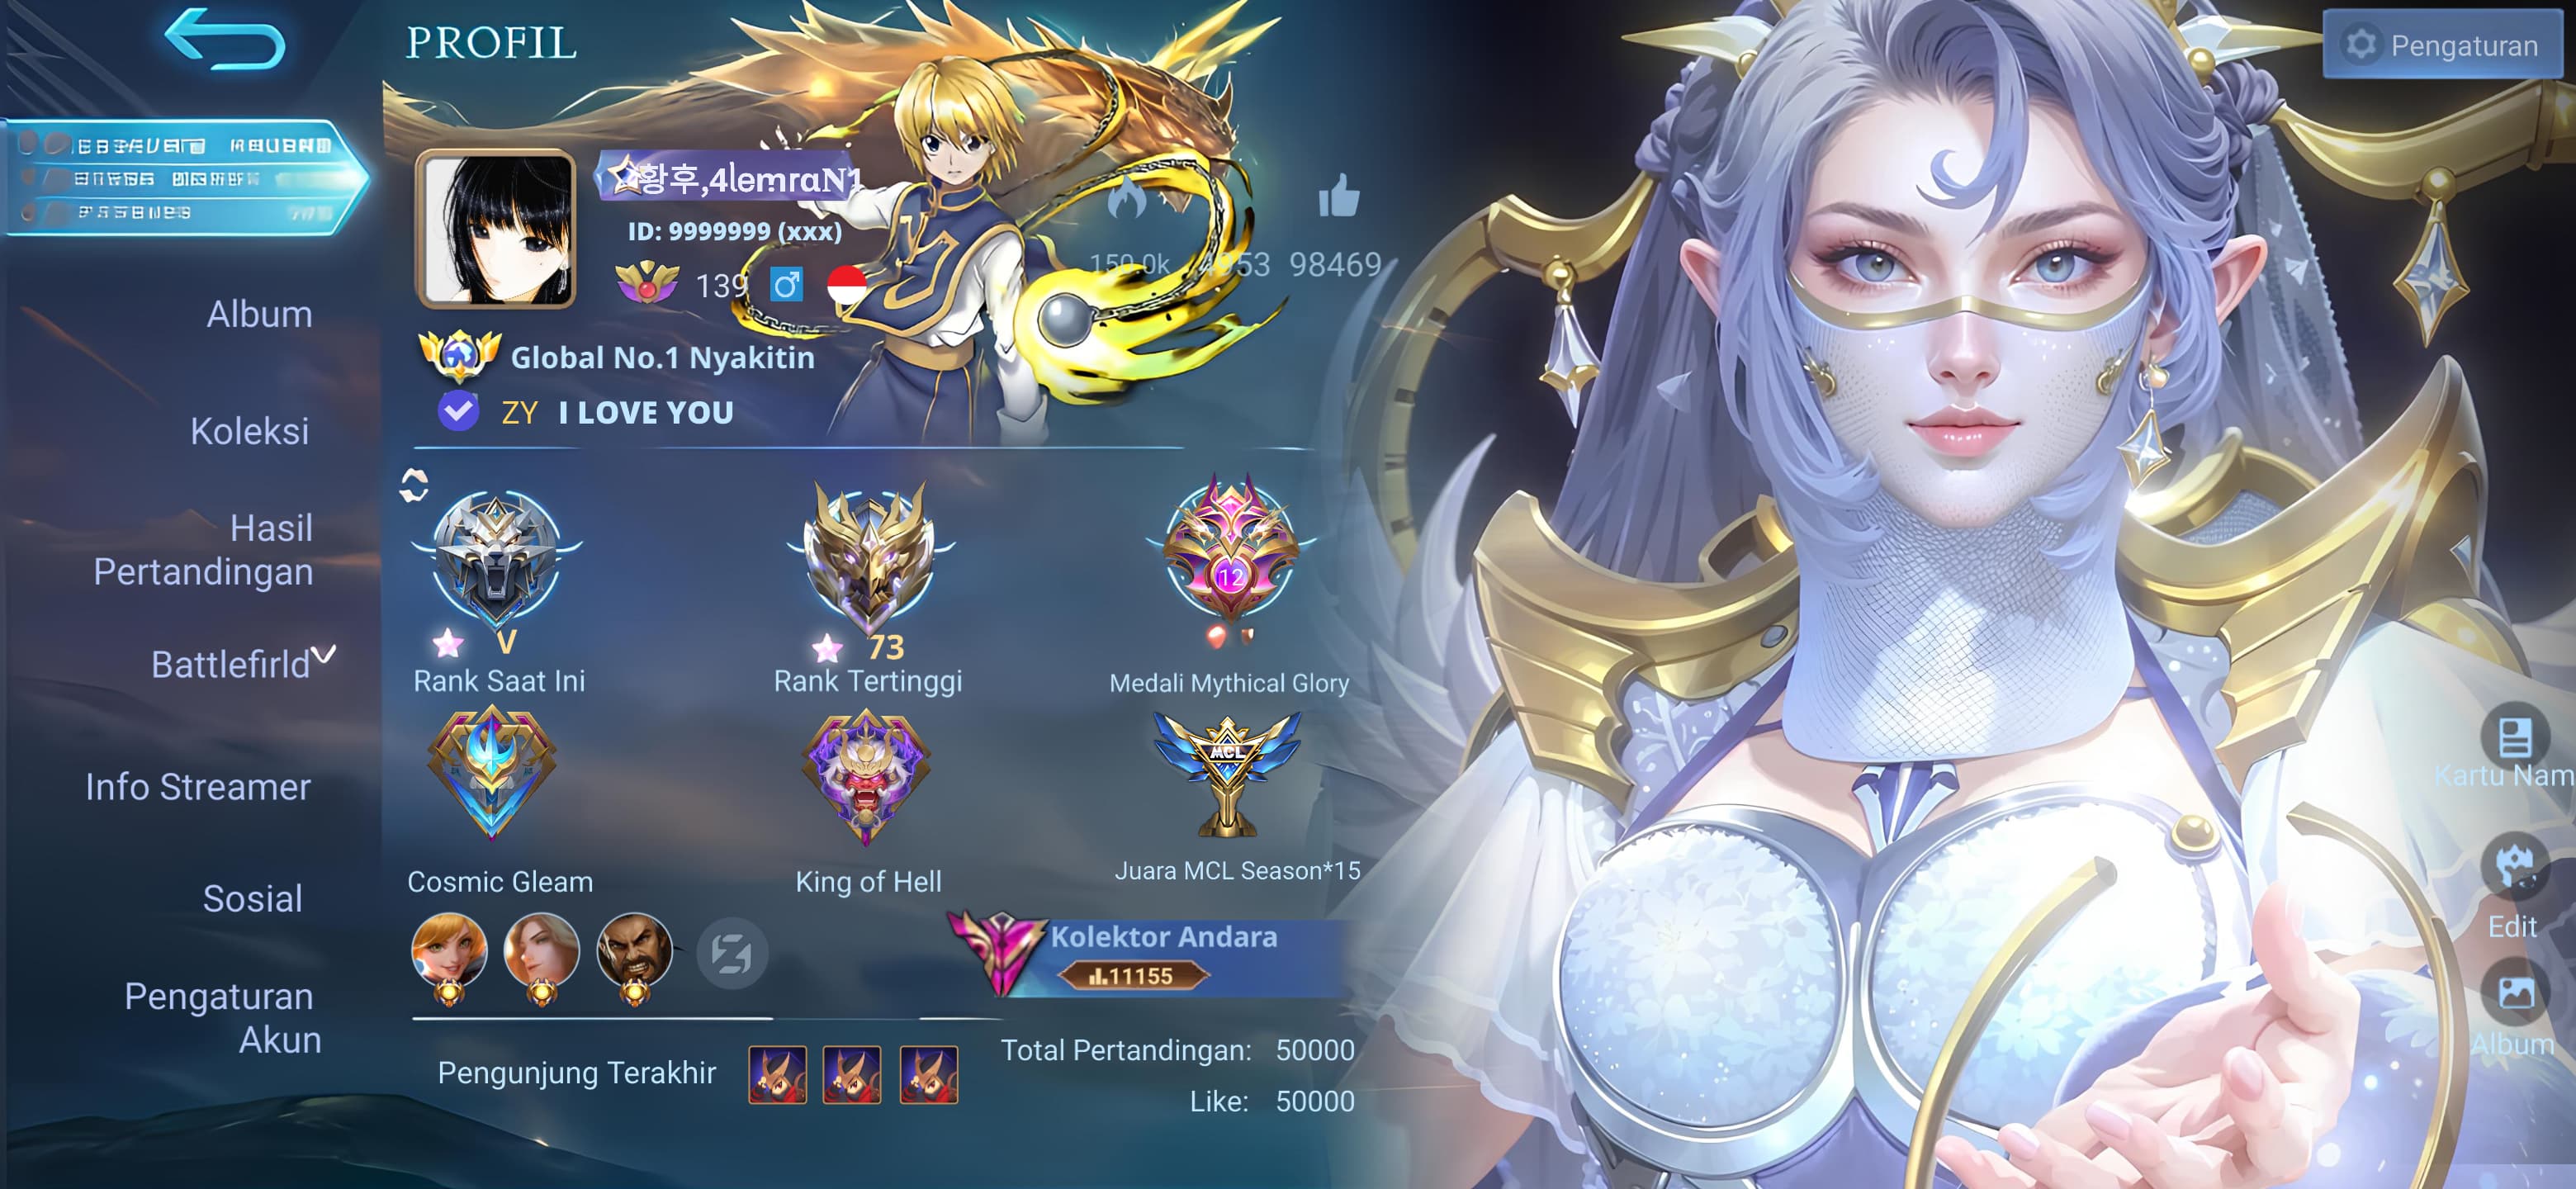 PROFIL
Pengaturan
황후,4lemraN1
ID: 9999999 (xxx)
139
150.0k 4953 98469
Global No.1 Nyakitin
ZY I LOVE YOU
Album
Koleksi
Hasil
Pertandingan
Battlefirld
Info Streamer
Sosial
Pengaturan
Akun
V
73
12
Rank Saat Ini
Rank Tertinggi
Medali Mythical Glory
MCL
Cosmic Gleam
King of Hell
Juara MCL Season*15
Kolektor Andara
11155
Pengunjung Terakhir
Total Pertandingan: 50000
Like: 50000
Kartu Nam
Edit
Album